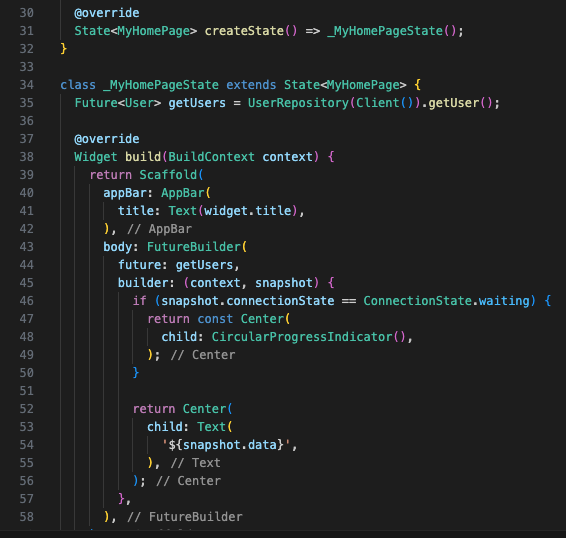 30 @override
31 State<MyHomePage> createState() => _MyHomePageState();
32 }
33
34 class _MyHomePageState extends State<MyHomePage> {
35 Future<User> getUsers = UserRepository(Client()).getUser();
36
37 @override
38 Widget build(BuildContext context) {
39 return Scaffold(
40 appBar: AppBar(
41 title: Text(widget.title),
42 ), // AppBar
43 body: FutureBuilder(
44 future: getUsers,
45 builder: (context, snapshot) {
46 if (snapshot.connectionState == ConnectionState.waiting) {
47 return const Center(
48 child: CircularProgressIndicator(),
49 ); // Center
50 }
51
52 return Center(
53 child: Text(
54 '${snapshot.data}',
55 ), // Text
56 ); // Center
57 },
58 ), // FutureBuilder